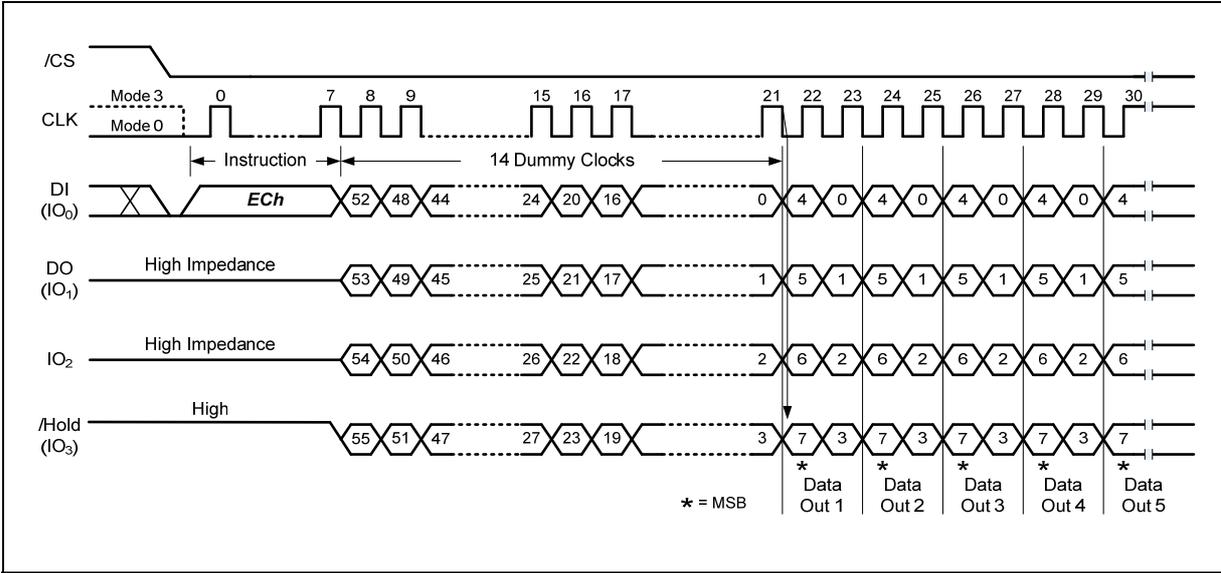 /CS
Mode 3 0 7 8 9 15 16 17 21 22 23 24 25 26 27 28 29 30
CLK
Mode 0
Instruction 14 Dummy Clocks
DI
(IO0)
ECh 52 48 44 24 20 16 0 4 0 4 0 4 0 4 0 4
DO
(IO1)
High Impedance 53 49 45 25 21 17 1 5 1 5 1 5 1 5 1 5
IO2
High Impedance 54 50 46 26 22 18 2 6 2 6 2 6 2 6 2 6
/Hold
(IO3)
High 55 51 47 27 23 19 3 7 3 7 3 7 3 7 3 7
* * * * *
* = MSB
Data
Out 1
Data
Out 2
Data
Out 3
Data
Out 4
Data
Out 5